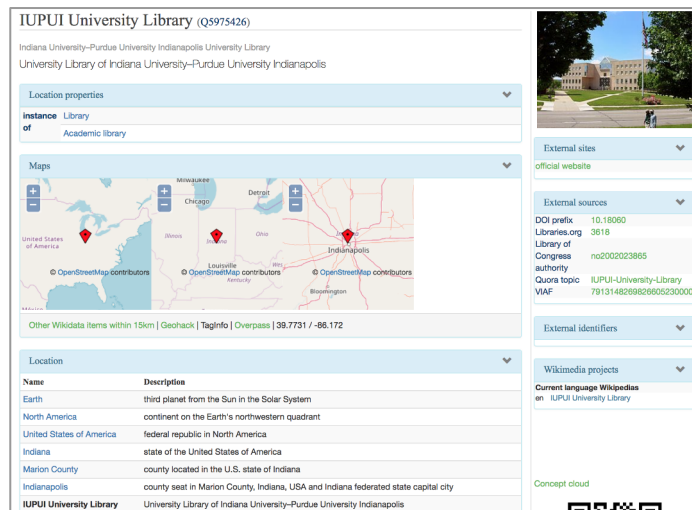 IUPUI University Library (Q5975426)
Indiana University–Purdue University Indianapolis University Library
University Library of Indiana University–Purdue University Indianapolis
Location properties
instance of Library
Academic library
Maps
+
−
United States of America
© OpenStreetMap contributors
+
−
Milwaukee
Chicago
Detroit
Illinois
Indiana
Ohio
Louisville
Kentucky
© OpenStreetMap contributors
+
−
Indiana
Indianapolis
Bloomington
© OpenStreetMap contributors
Other Wikidata items within 15km | Geohack | TagInfo | Overpass | 39.7731 / -86.172
Location
Name Description
Earth third planet from the Sun in the Solar System
North America continent on the Earth's northwestern quadrant
United States of America federal republic in North America
Indiana state of the United States of America
Marion County county located in the U.S. state of Indiana
Indianapolis county seat in Marion County, Indiana, USA and Indiana federated state capital city
IUPUI University Library University Library of Indiana University–Purdue University Indianapolis
External sites
official website
External sources
DOI prefix 10.18060
Libraries.org 3618
Library of Congress authority no2002023865
Quora topic IUPUI-University-Library
VIAF 7913148269826605230000
External identifiers
Wikimedia projects
Current language Wikipedias
en IUPUI University Library
Concept cloud